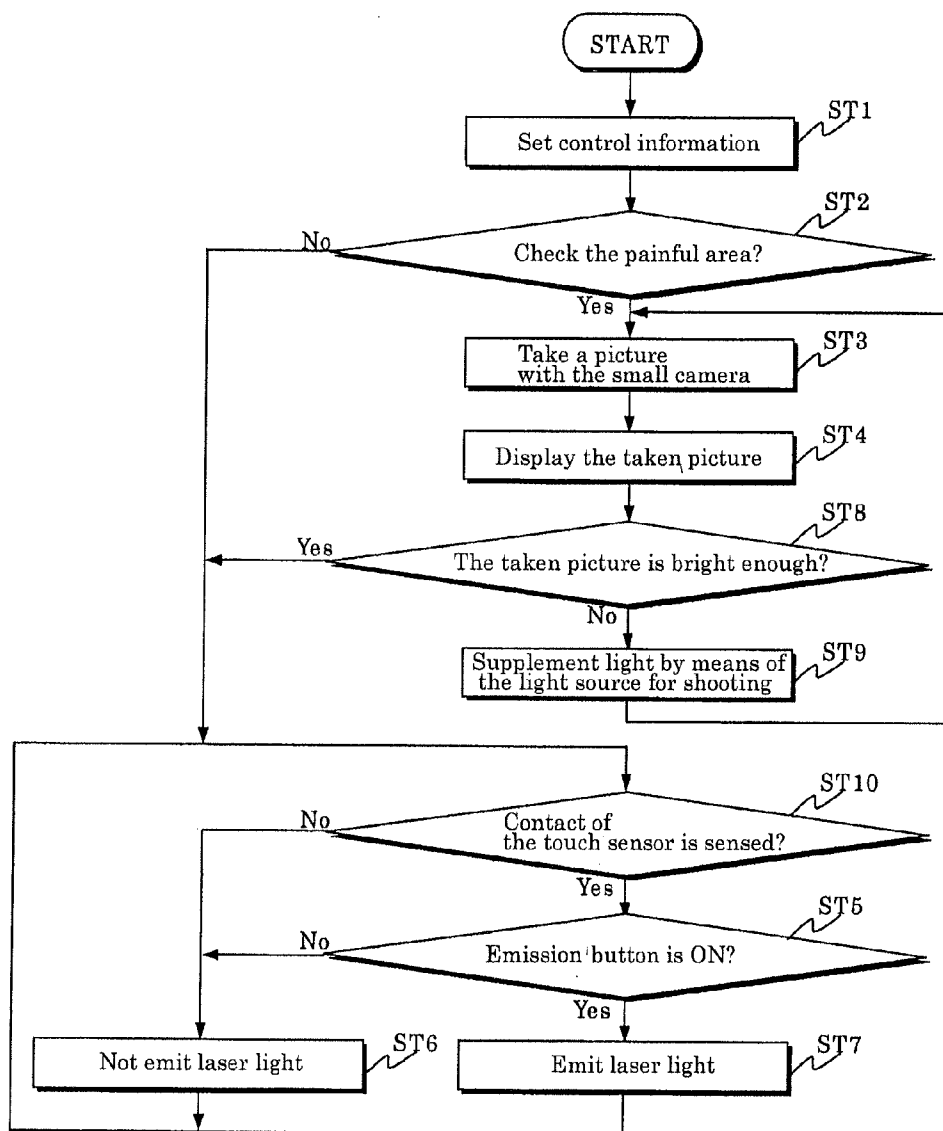 START
ST1
Set control information
ST2
No
Check the painful area?
Yes
ST3
Take a picture
with the small camera
ST4
Display the taken picture
ST8
Yes
The taken picture is bright enough?
No
ST9
Supplement light by means of
the light source for shooting
ST10
No
Contact of
the touch sensor is sensed?
Yes
ST5
No
Emission button is ON?
Yes
ST6
Not emit laser light
ST7
Emit laser light